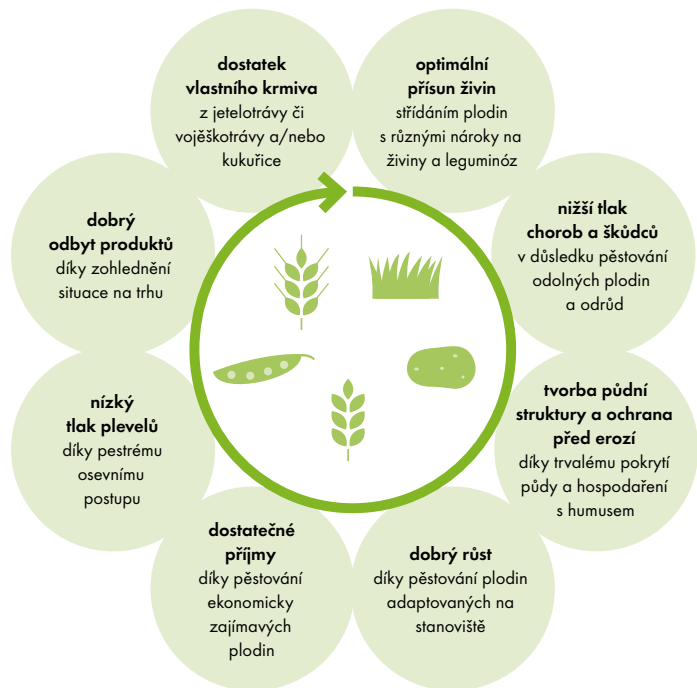 dostatek
vlastního krmiva
z jetelotrávy či
vojěškotrávy a/nebo
kukuřice
optimální
přísun živin
střídáním plodin
s různými nároky na
živiny a leguminóz
nižší tlak
chorob a škůdců
v důsledku pěstování
odolných plodin
a odrůd
tvorba půdní
struktury a ochrana
před erozí
díky trvalému pokrytí
půdy a hospodaření
s humusem
dobrý růst
díky pěstování plodin
adaptovaných na
stanoviště
dostatečné
příjmy
díky pěstování
ekonomicky
zajímavých
plodin
nízký
tlak plevelů
díky pestrému
osevnímu
postupu
dobrý
odbyt produktů
díky zohlednění
situace na trhu